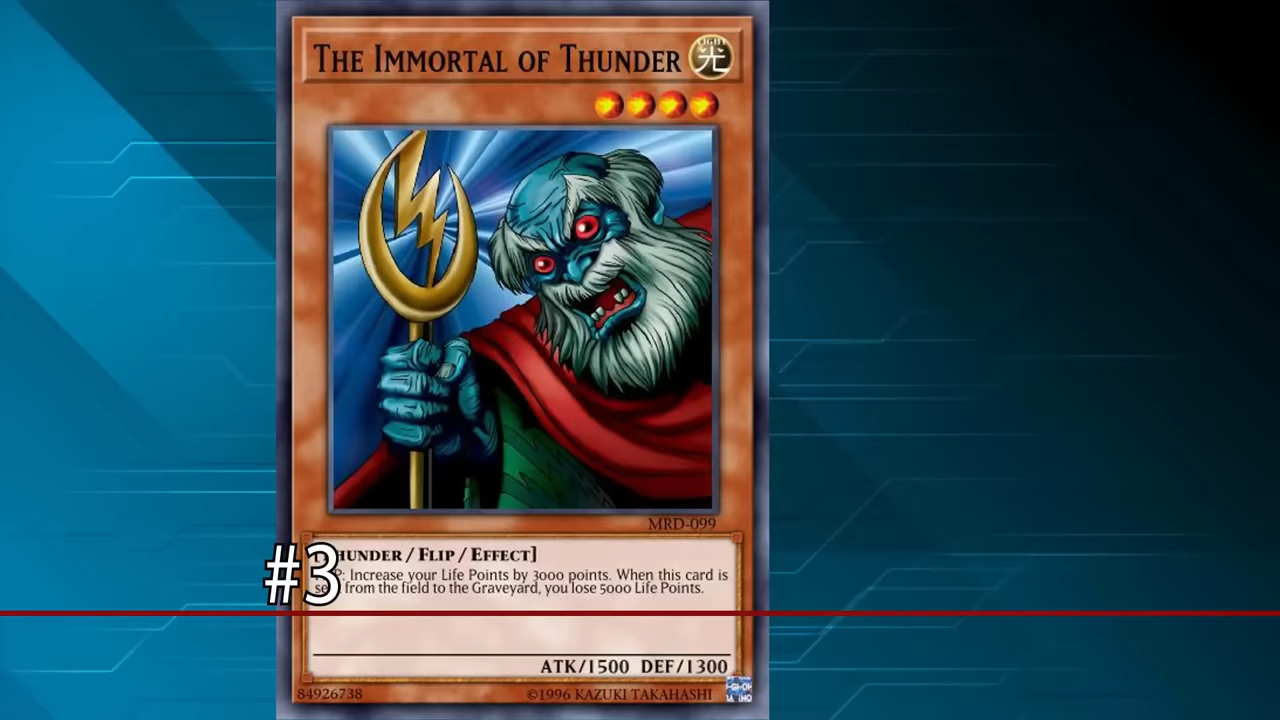 THE IMMORTAL OF THUNDER
LIGHT
光
MRD-099
HUNDER / FLIP / EFFECT]
#3
: Increase your Life Points by 3000 points. When this card is
from the field to the Graveyard, you lose 5000 Life Points.
ATK/1500 DEF/1300
84926738
©1996 KAZUKI TAKAHASHI